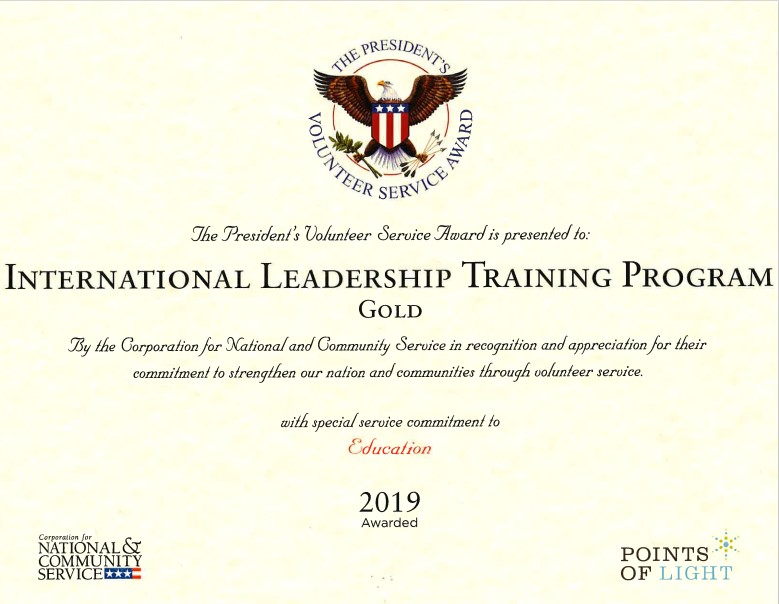 THE PRESIDENT'S
VOLUNTEER SERVICE AWARD
The President's Volunteer Service Award is presented to:
INTERNATIONAL LEADERSHIP TRAINING PROGRAM
GOLD
By the Corporation for National and Community Service in recognition and appreciation for their
commitment to strengthen our nation and communities through volunteer service.
with special service commitment to
Education
2019
Awarded
Corporation for
NATIONAL &
COMMUNITY
SERVICE
POINTS
OF LIGHT